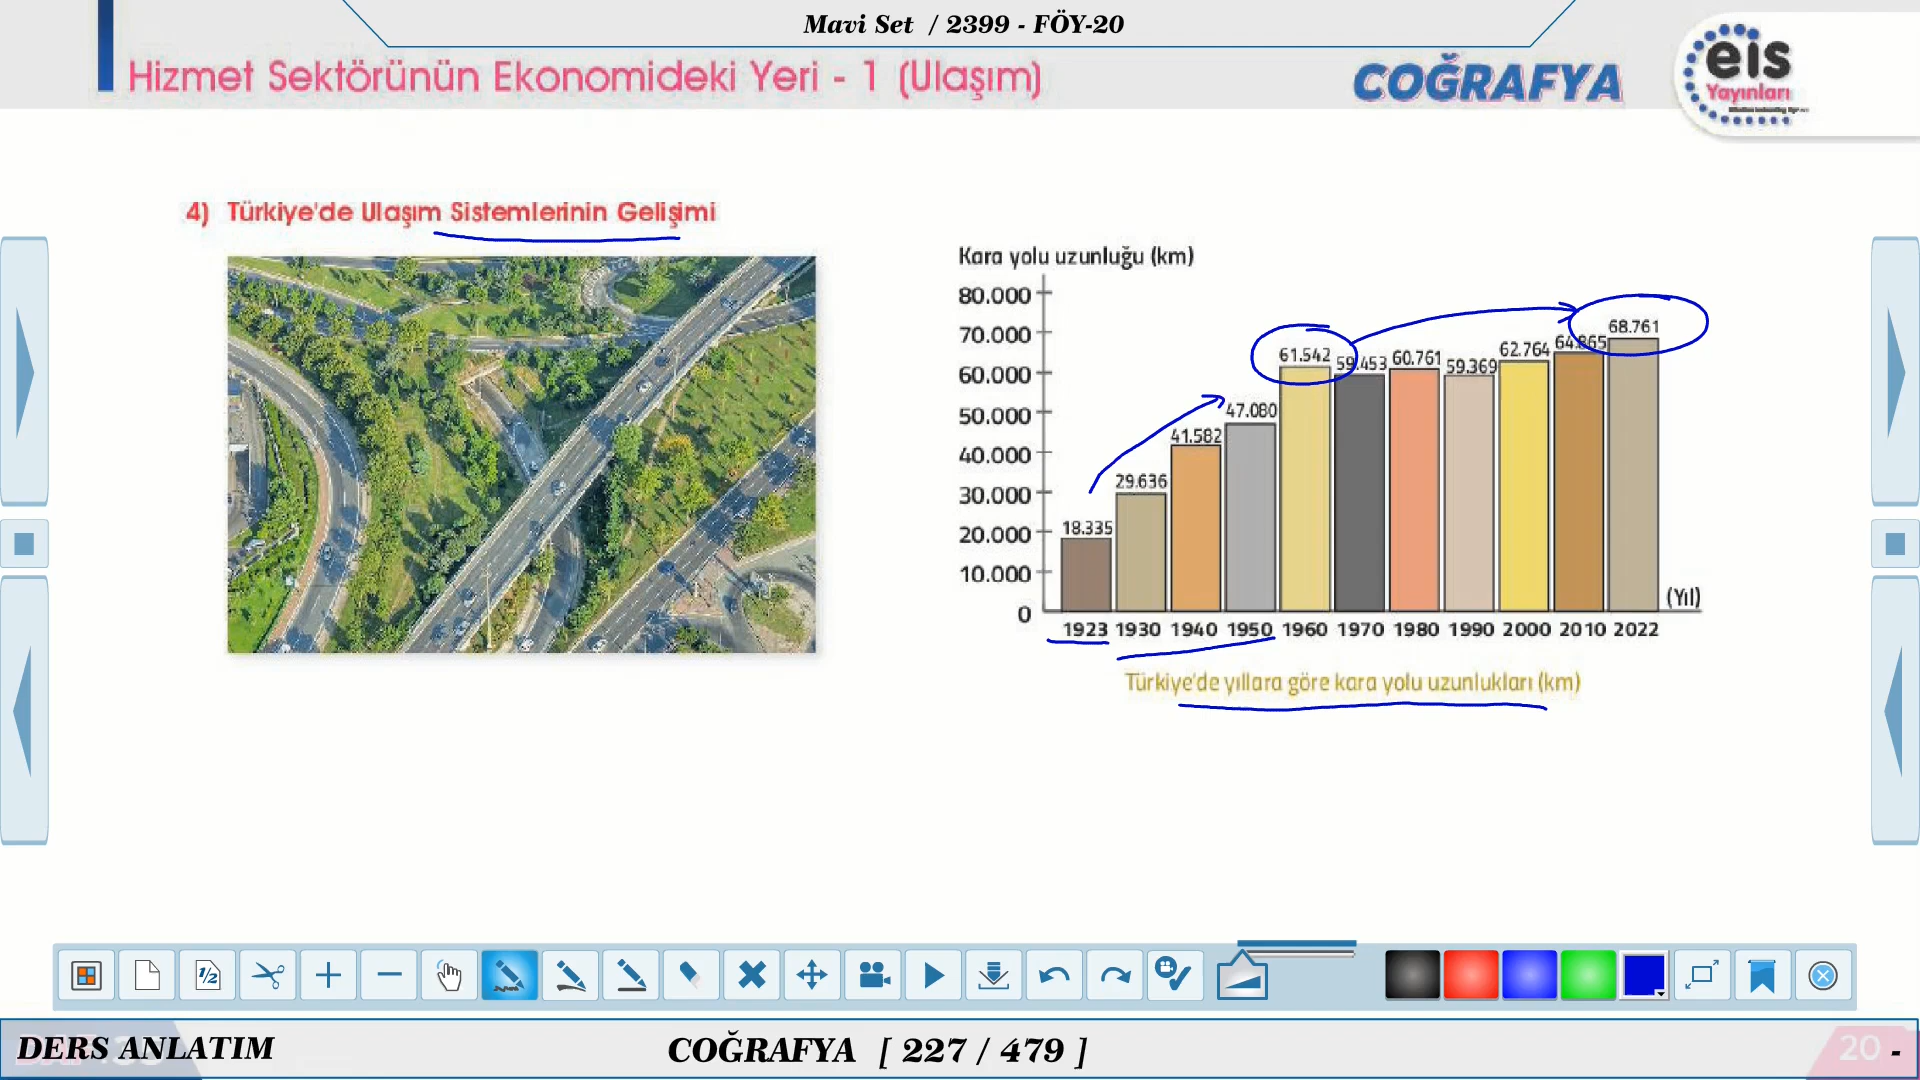 Mavi Set / 2399 - FÖY-20
Hizmet Sektörünün Ekonomideki Yeri - 1 (Ulaşım)
COĞRAFYA
eis
Yayınları
4) Türkiye'de Ulaşım Sistemlerinin Gelişimi
Kara yolu uzunluğu (km)
80.000
70.000
60.000
50.000
40.000
30.000
20.000
10.000
0
18.335
29.636
41.582
47.080
61.542
59.453
60.761
59.369
62.764
64.865
68.761
(Yıl)
1923 1930 1940 1950 1960 1970 1980 1990 2000 2010 2022
Türkiye'de yıllara göre kara yolu uzunlukları (km)
1/2
DERS ANLATIM
COĞRAFYA [ 227 / 479 ]
20 -